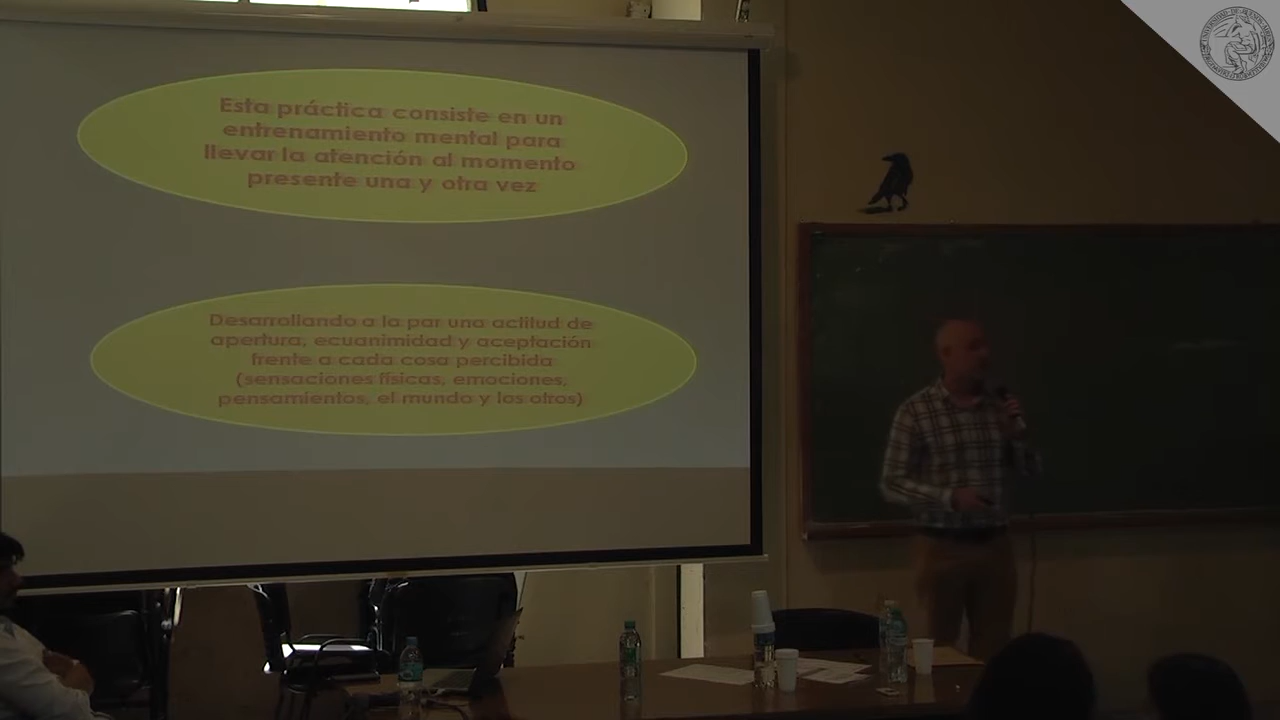 Esta práctica consiste en un
entrenamiento mental para
llevar la atención al momento
presente una y otra vez
Desarrollando a la par una actitud de
apertura, ecuanimidad y aceptación
frente a cada cosa percibida
(sensaciones físicas, emociones,
pensamientos, el mundo y los otros)